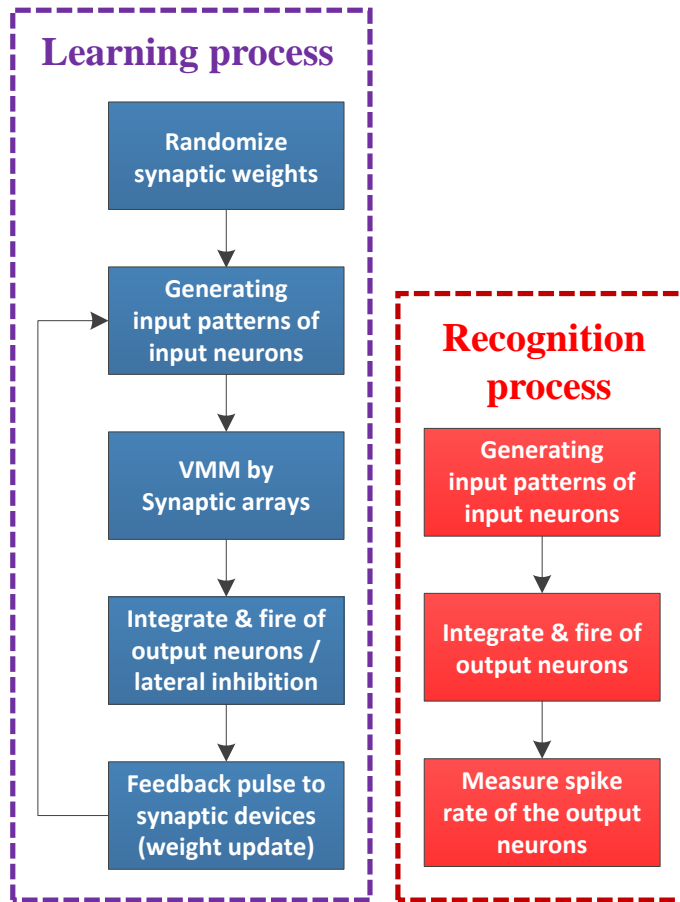 Learning process
Randomize
synaptic weights
Generating
input patterns of
input neurons
VMM by
Synaptic arrays
Integrate & fire of
output neurons /
lateral inhibition
Feedback pulse to
synaptic devices
(weight update)
Recognition
process
Generating
input patterns of
input neurons
Integrate & fire of
output neurons
Measure spike
rate of the output
neurons